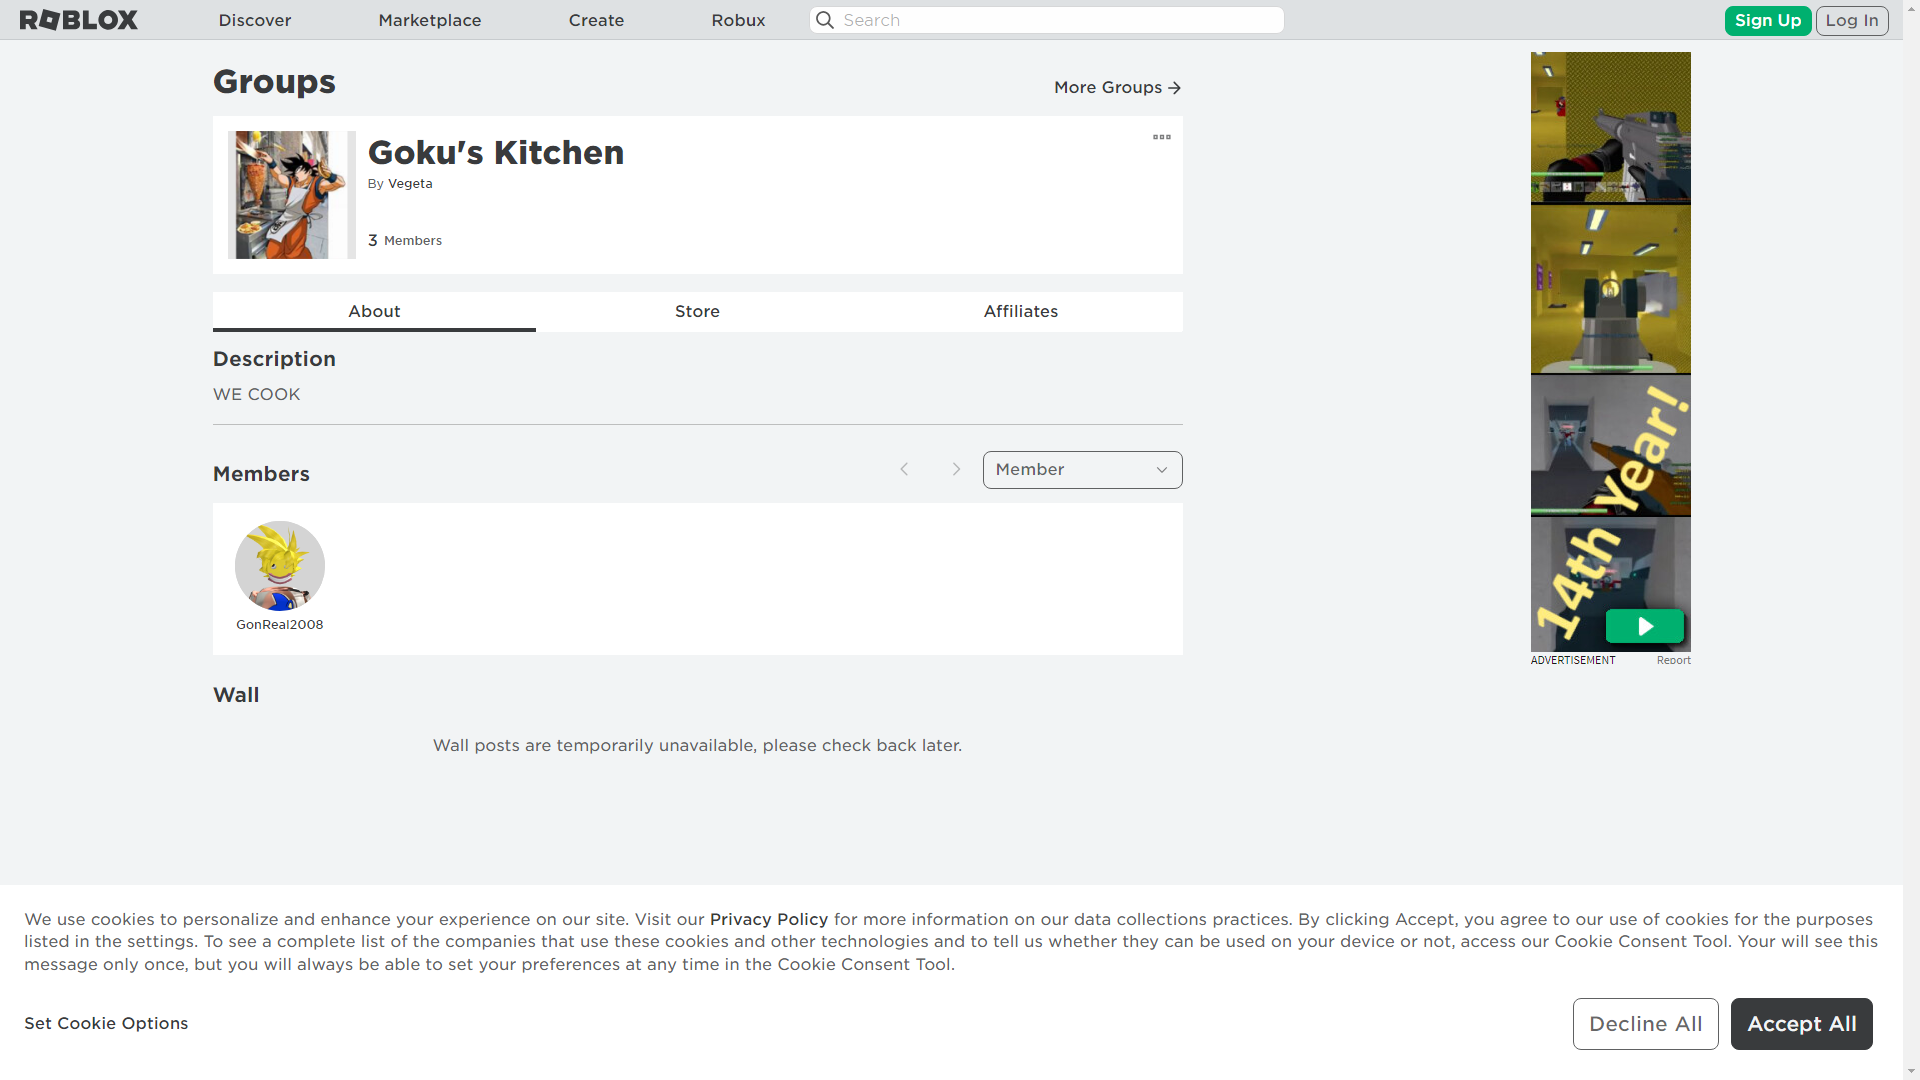 ROBLOX
Discover
Marketplace
Create
Robux
Search
Sign Up
Log In
Groups
More Groups
Goku's Kitchen
By Vegeta
3 Members
About
Store
Affiliates
Description
WE COOK
Members
Member
GonReal2008
Wall
Wall posts are temporarily unavailable, please check back later.
14th Year!
ADVERTISEMENT
Report
We use cookies to personalize and enhance your experience on our site. Visit our Privacy Policy for more information on our data collections practices. By clicking Accept, you agree to our use of cookies for the purposes
listed in the settings. To see a complete list of the companies that use these cookies and other technologies and to tell us whether they can be used on your device or not, access our Cookie Consent Tool. Your will see this
message only once, but you will always be able to set your preferences at any time in the Cookie Consent Tool.
Set Cookie Options
Decline All
Accept All